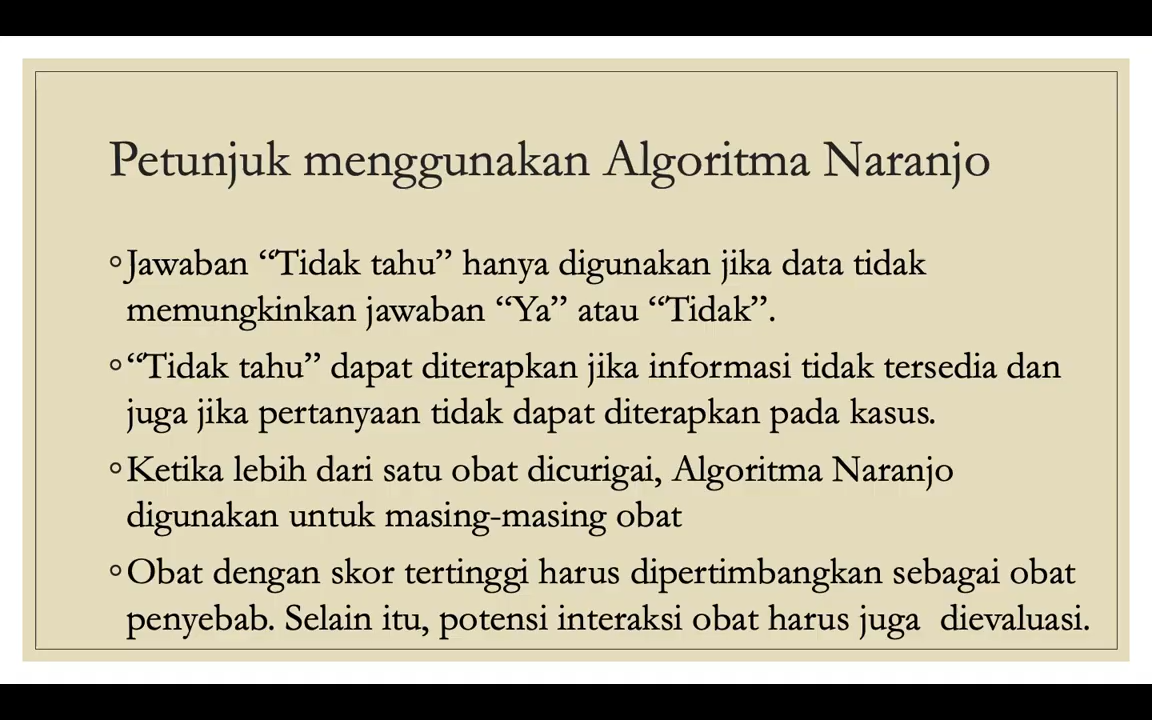 Petunjuk menggunakan Algoritma Naranjo
◦Jawaban “Tidak tahu” hanya digunakan jika data tidak
memungkinkan jawaban “Ya” atau “Tidak”.
◦“Tidak tahu” dapat diterapkan jika informasi tidak tersedia dan
juga jika pertanyaan tidak dapat diterapkan pada kasus.
◦Ketika lebih dari satu obat dicurigai, Algoritma Naranjo
digunakan untuk masing-masing obat
◦Obat dengan skor tertinggi harus dipertimbangkan sebagai obat
penyebab. Selain itu, potensi interaksi obat harus juga  dievaluasi.